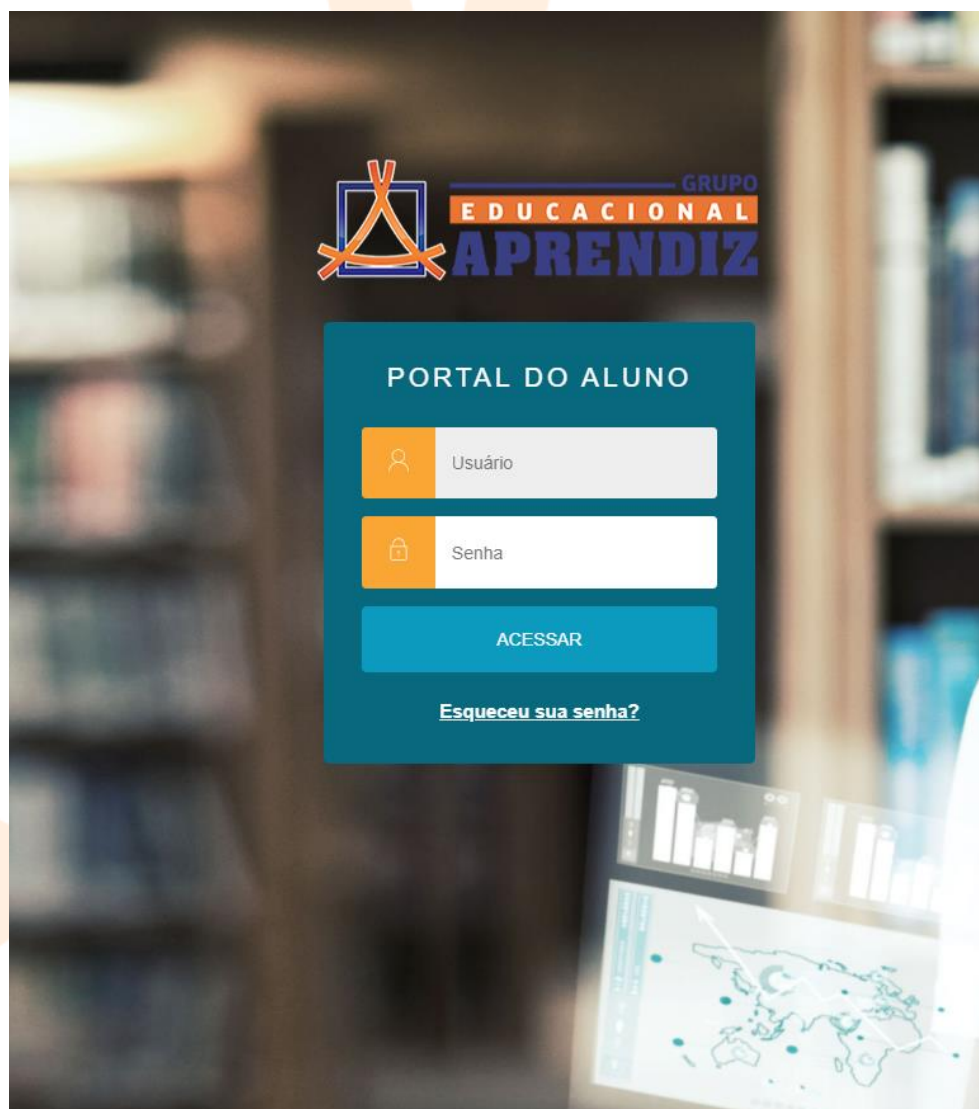 GRUPO
EDUCACIONAL
APRENDIZ
PORTAL DO ALUNO
Usuário
Senha
ACESSAR
Esqueceu sua senha?